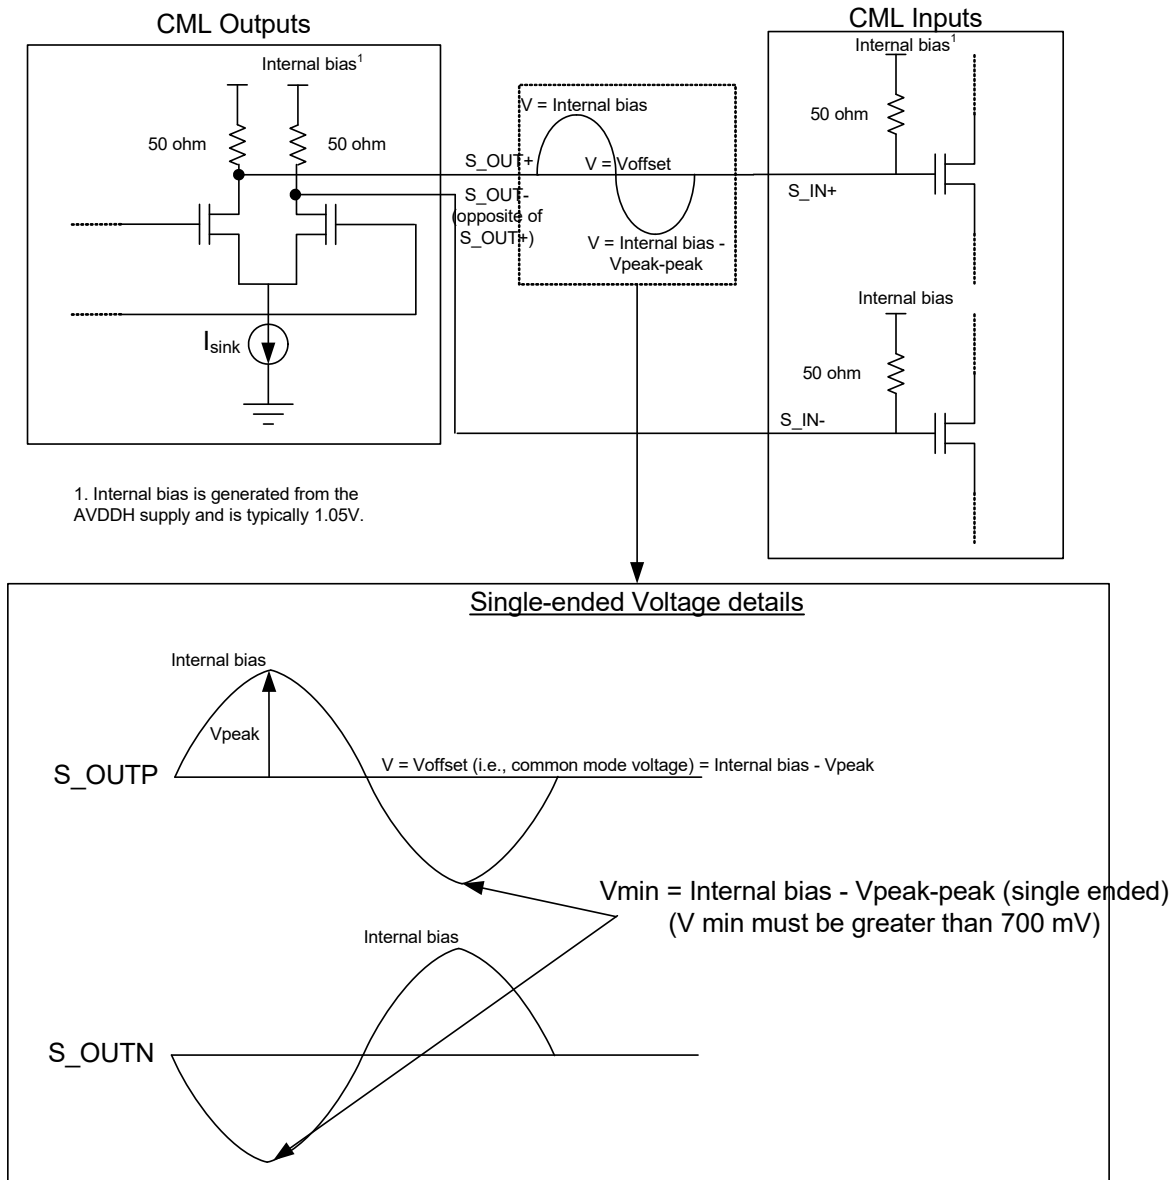 CML Outputs
CML Inputs
Internal bias1
Internal bias1
50 ohm
50 ohm
50 ohm
V = Internal bias
S_OUT+
V = Voffset
S_IN+
S_OUT-
(opposite of
S_OUT+)
V = Internal bias -
Vpeak-peak
Internal bias
Isink
50 ohm
S_IN-
1. Internal bias is generated from the
AVDDH supply and is typically 1.05V.
Single-ended Voltage details
Internal bias
Vpeak
S_OUTP
V = Voffset (i.e., common mode voltage) = Internal bias - Vpeak
Vmin = Internal bias - Vpeak-peak (single ended)
(V min must be greater than 700 mV)
Internal bias
S_OUTN